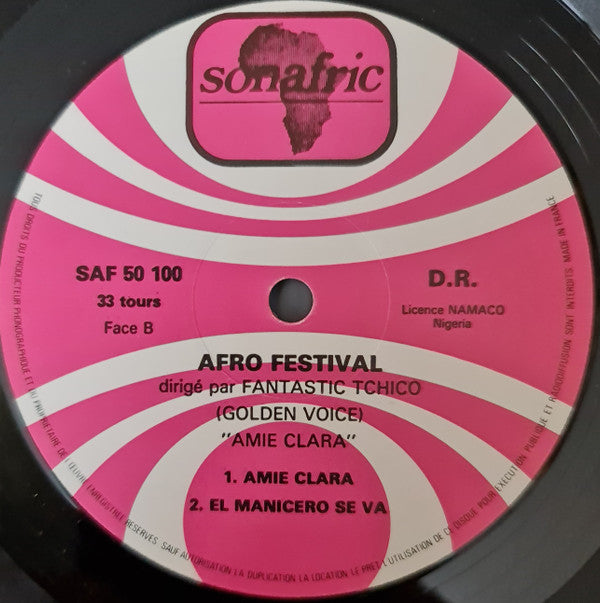 sonafric
SAF 50 100
33 tours
Face B
D.R.
Licence NAMACO
Nigeria
AFRO FESTIVAL
dirigé par FANTASTIC TCHICO
(GOLDEN VOICE)
"AMIE CLARA"
1. AMIE CLARA
2. EL MANICERO SE VA
TOUS DROITS DU PRODUCTEUR PHONOGRAPHIQUE ET DU PROPRIETAIRE DE L'ŒUVRE ENREGISTREE RESERVES. SAUF AUTORISATION LA DUPLICATION LA LOCATION LE PRET L'UTILISATION DE CE DISQUE POUR EXECUTION PUBLIQUE ET RADIODIFFUSION SONT INTERDITS. MADE IN FRANCE